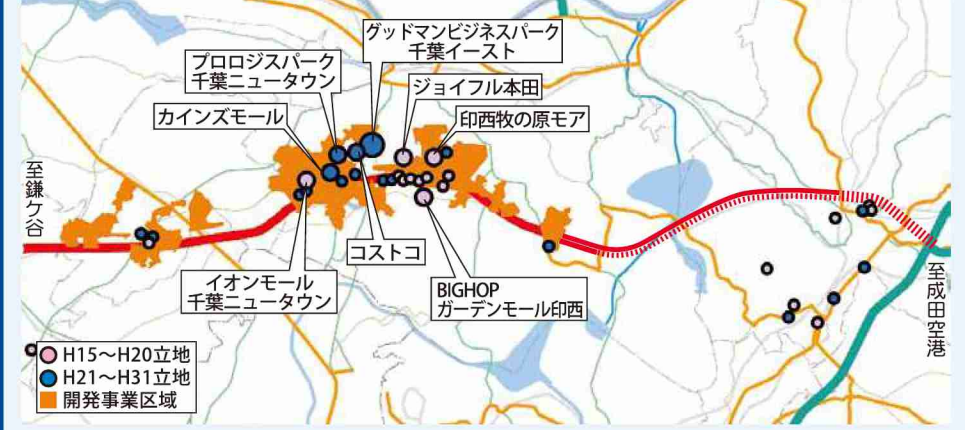 グッドマンビジネスパーク
千葉イースト
プロロジスパーク
千葉ニュータウン
ジョイフル本田
カインズモール
印西牧の原モア
至鎌ケ谷
コストコ
イオンモール
千葉ニュータウン
BIGHOP
ガーデンモール印西
至成田空港
H15～H20立地
H21～H31立地
開発事業区域